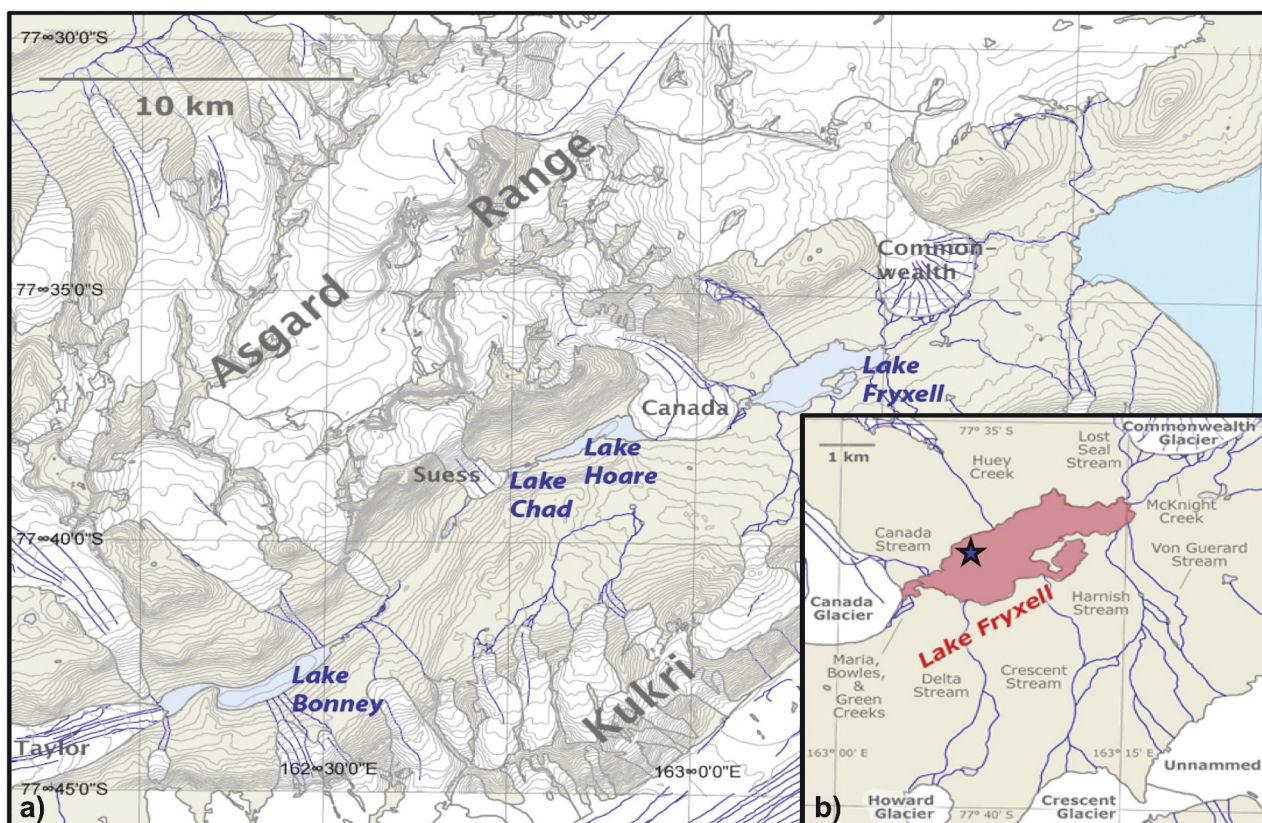 77∞30'0"S
10 km
Asgard
Range
Common-
wealth
77∞35'0"S
Lake
Fryxell
Canada
Lake
Hoare
Suess
Lake
Chad
77∞40'0"S
Lake
Bonney
Kukri
Taylor
162∞30'0"E
163∞0'0"E
77∞45'0"S
a)
1 km
77∞35' S
Lost
Seal
Stream
Commonwealth
Glacier
Huey
Creek
McKnight
Creek
Canada
Stream
Von Guerard
Stream
Canada
Glacier
Harnish
Stream
Lake Fryxell
Maria,
Bowles,
&
Green
Creeks
Delta
Stream
Crescent
Stream
163∞00' E
163∞15' E
Unnammed
Howard
Glacier
77∞40' S
Crescent
Glacier
b)